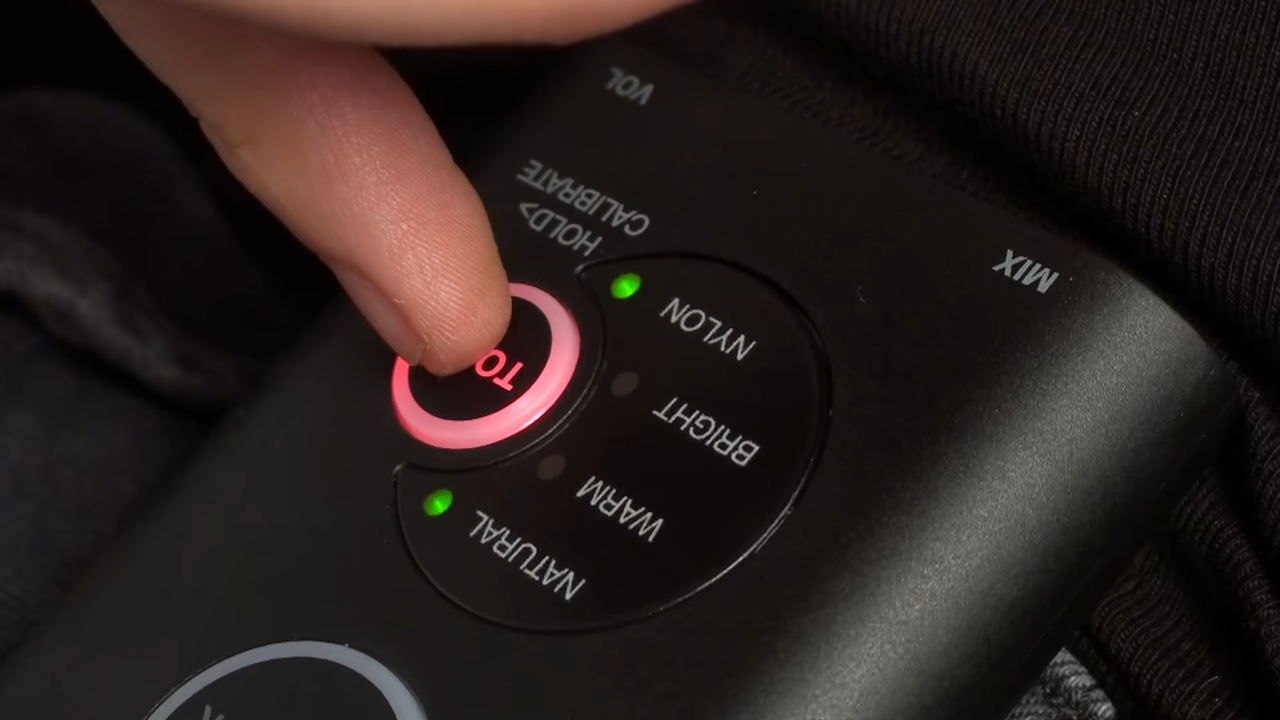 VOL
MIX
HOLD>
CALIBRATE
TO
NYLON
BRIGHT
WARM
NATURAL